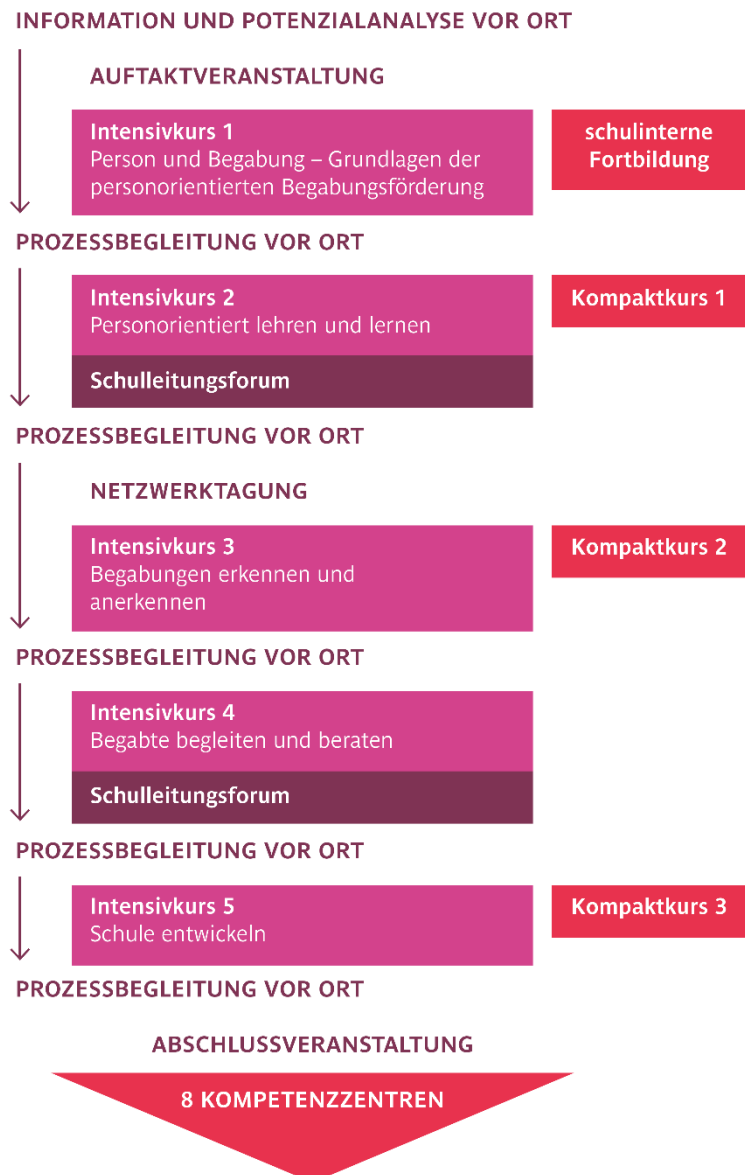 INFORMATION UND POTENZIALANALYSE VOR ORT
AUFTAKTVERANSTALTUNG
Intensivkurs 1
Person und Begabung – Grundlagen der
personorientierten Begabungsförderung
schulinterne
Fortbildung
PROZESSBEGLEITUNG VOR ORT
Intensivkurs 2
Personorientiert lehren und lernen
Kompaktkurs 1
Schulleitungsforum
PROZESSBEGLEITUNG VOR ORT
NETZWERKTAGUNG
Intensivkurs 3
Begabungen erkennen und
anerkennen
Kompaktkurs 2
PROZESSBEGLEITUNG VOR ORT
Intensivkurs 4
Begabte begleiten und beraten
Schulleitungsforum
PROZESSBEGLEITUNG VOR ORT
Intensivkurs 5
Schule entwickeln
Kompaktkurs 3
PROZESSBEGLEITUNG VOR ORT
ABSCHLUSSVERANSTALTUNG
8 KOMPETENZZENTREN